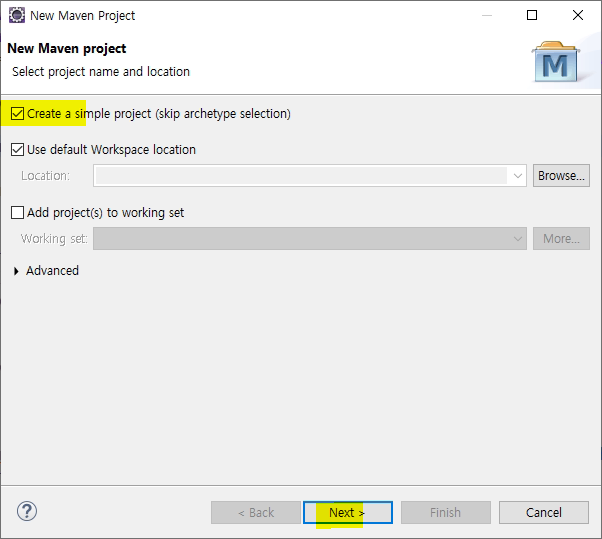 New Maven Project
New Maven project
Select project name and location
M
Create a simple project (skip archetype selection)
Use default Workspace location
Location:
Browse...
Add project(s) to working set
Working set:
More...
Advanced
?
< Back
Next >
Finish
Cancel